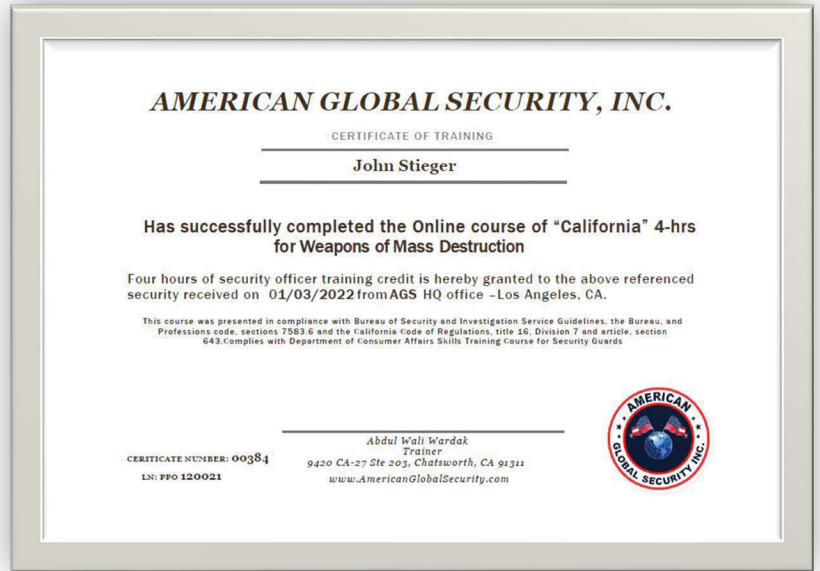 AMERICAN GLOBAL SECURITY, INC.
CERTIFICATE OF TRAINING
John Stieger
Has successfully completed the Online course of “California” 4-hrs
for Weapons of Mass Destruction
Four hours of security officer training credit is hereby granted to the above referenced
security received on 01/03/2022 from AGS HQ office –Los Angeles, CA.
This course was presented in compliance with Bureau of Security and Investigation Service Guidelines, the Bureau, and
Professions code, sections 7583.6 and the California Code of Regulations, title 16, Division 7 and article, section
643.Complies with Department of Consumer Affairs Skills Training Course for Security Guards
Abdul Wali Wardak
Trainer
9420 CA-27 Ste 203, Chatsworth, CA 91311
www.AmericanGlobalSecurity.com
CERITICATE NUMBER: 00384
LN: PPO 120021
AMERICAN
GLOBAL SECURITY INC.